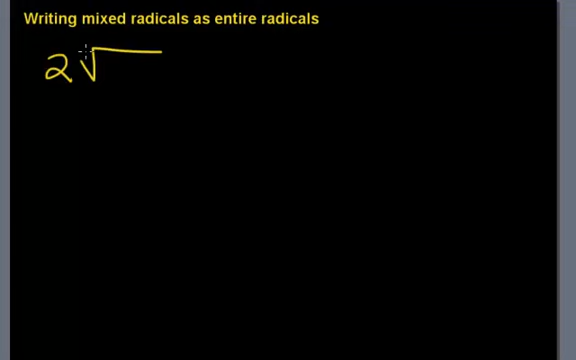 Writing mixed radicals as entire radicals
2√